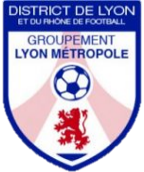 DISTRICT DE LYON
ET DU RHÔNE DE FOOTBALL
GROUPEMENT
LYON MÉTROPOLE